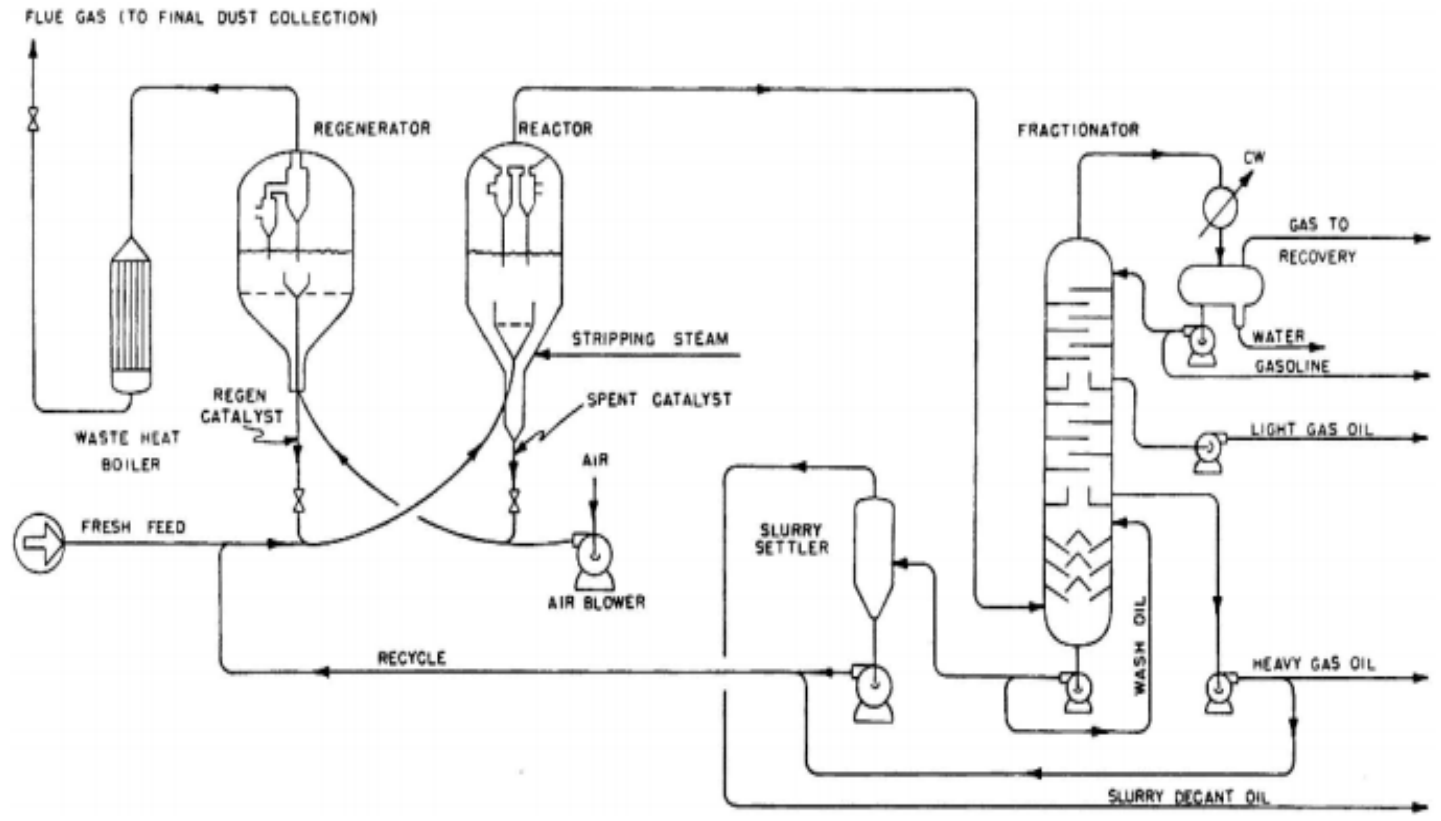 FLUE GAS (TO FINAL DUST COLLECTION)
REGENERATOR
REACTOR
FRACTIONATOR
CW
GAS TO
RECOVERY
STRIPPING STEAM
WATER
GASOLINE
REGEN
CATALYST
SPENT CATALYST
WASTE HEAT
BOILER
LIGHT GAS OIL
AIR
FRESH FEED
SLURRY
SETTLER
AIR BLOWER
RECYCLE
WASH OIL
HEAVY GAS OIL
SLURRY DECANT OIL